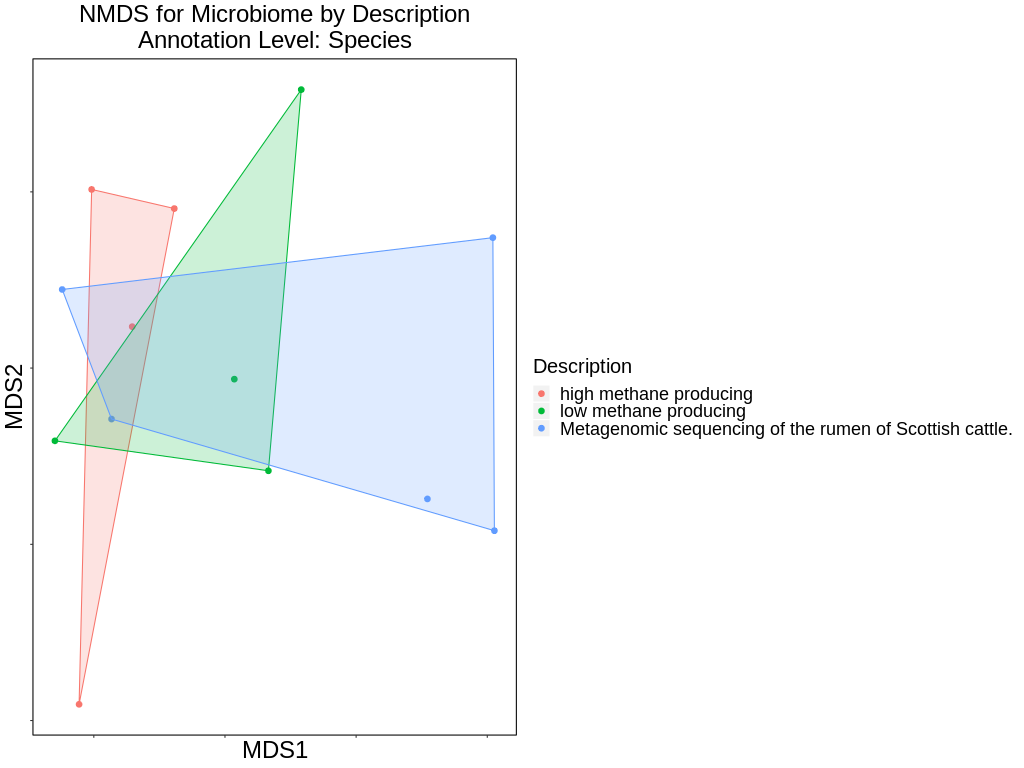 NMDS for Microbiome by Description
Annotation Level: Species
MDS2
MDS1
Description
high methane producing
low methane producing
Metagenomic sequencing of the rumen of Scottish cattle.